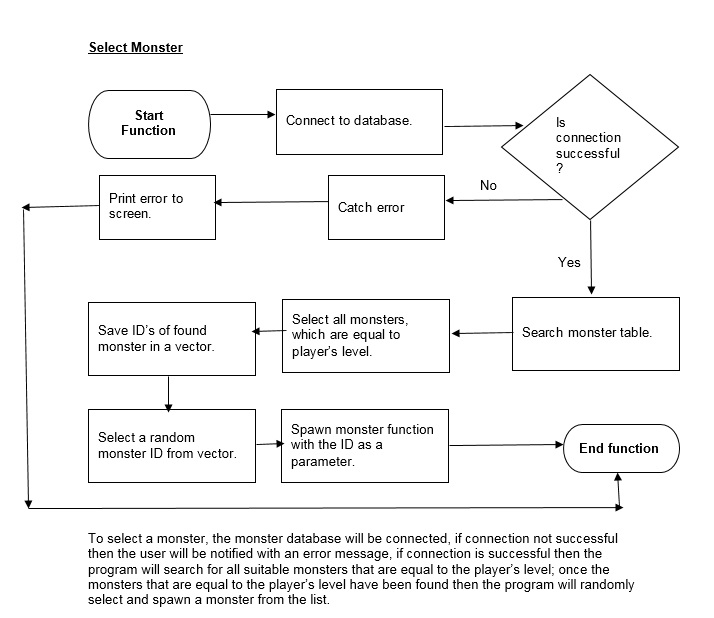 Select Monster
Start
Function
Connect to database.
Is
connection
successful
?
No
Catch error
Print error to
screen.
Yes
Search monster table.
Select all monsters,
which are equal to
player's level.
Save ID's of found
monster in a vector.
Select a random
monster ID from vector.
Spawn monster function
with the ID as a
parameter.
End function
To select a monster, the monster database will be connected, if connection not successful
then the user will be notified with an error message, if connection is successful then the
program will search for all suitable monsters that are equal to the player's level; once the
monsters that are equal to the player's level have been found then the program will randomly
select and spawn a monster from the list.